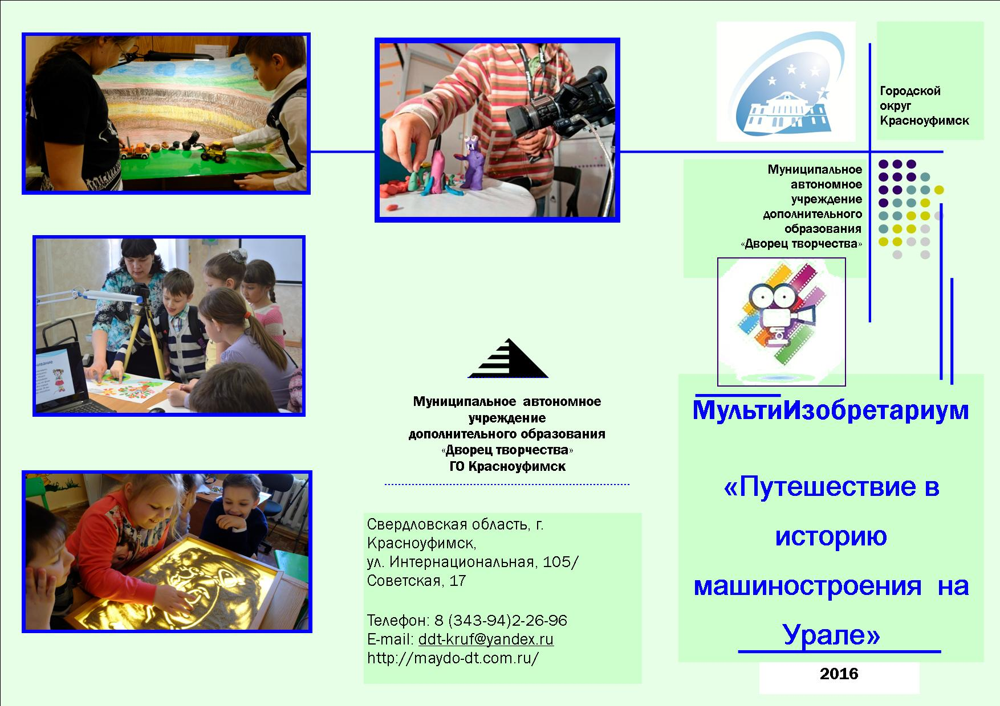 Городской
округ
Красноуфимск
Муниципальное
автономное
учреждение
дополнительного
образования
«Дворец творчества»
МультиИзобретариум
«Путешествие в
историю
машиностроения на
Урале»
2016
Муниципальное автономное
учреждение
дополнительного образования
«Дворец творчества»
ГО Красноуфимск
Свердловская область, г.
Красноуфимск,
ул. Интернациональная, 105/
Советская, 17
Телефон: 8 (343-94)2-26-96
E-mail: ddt-kruf@yandex.ru
http://maydo-dt.com.ru/